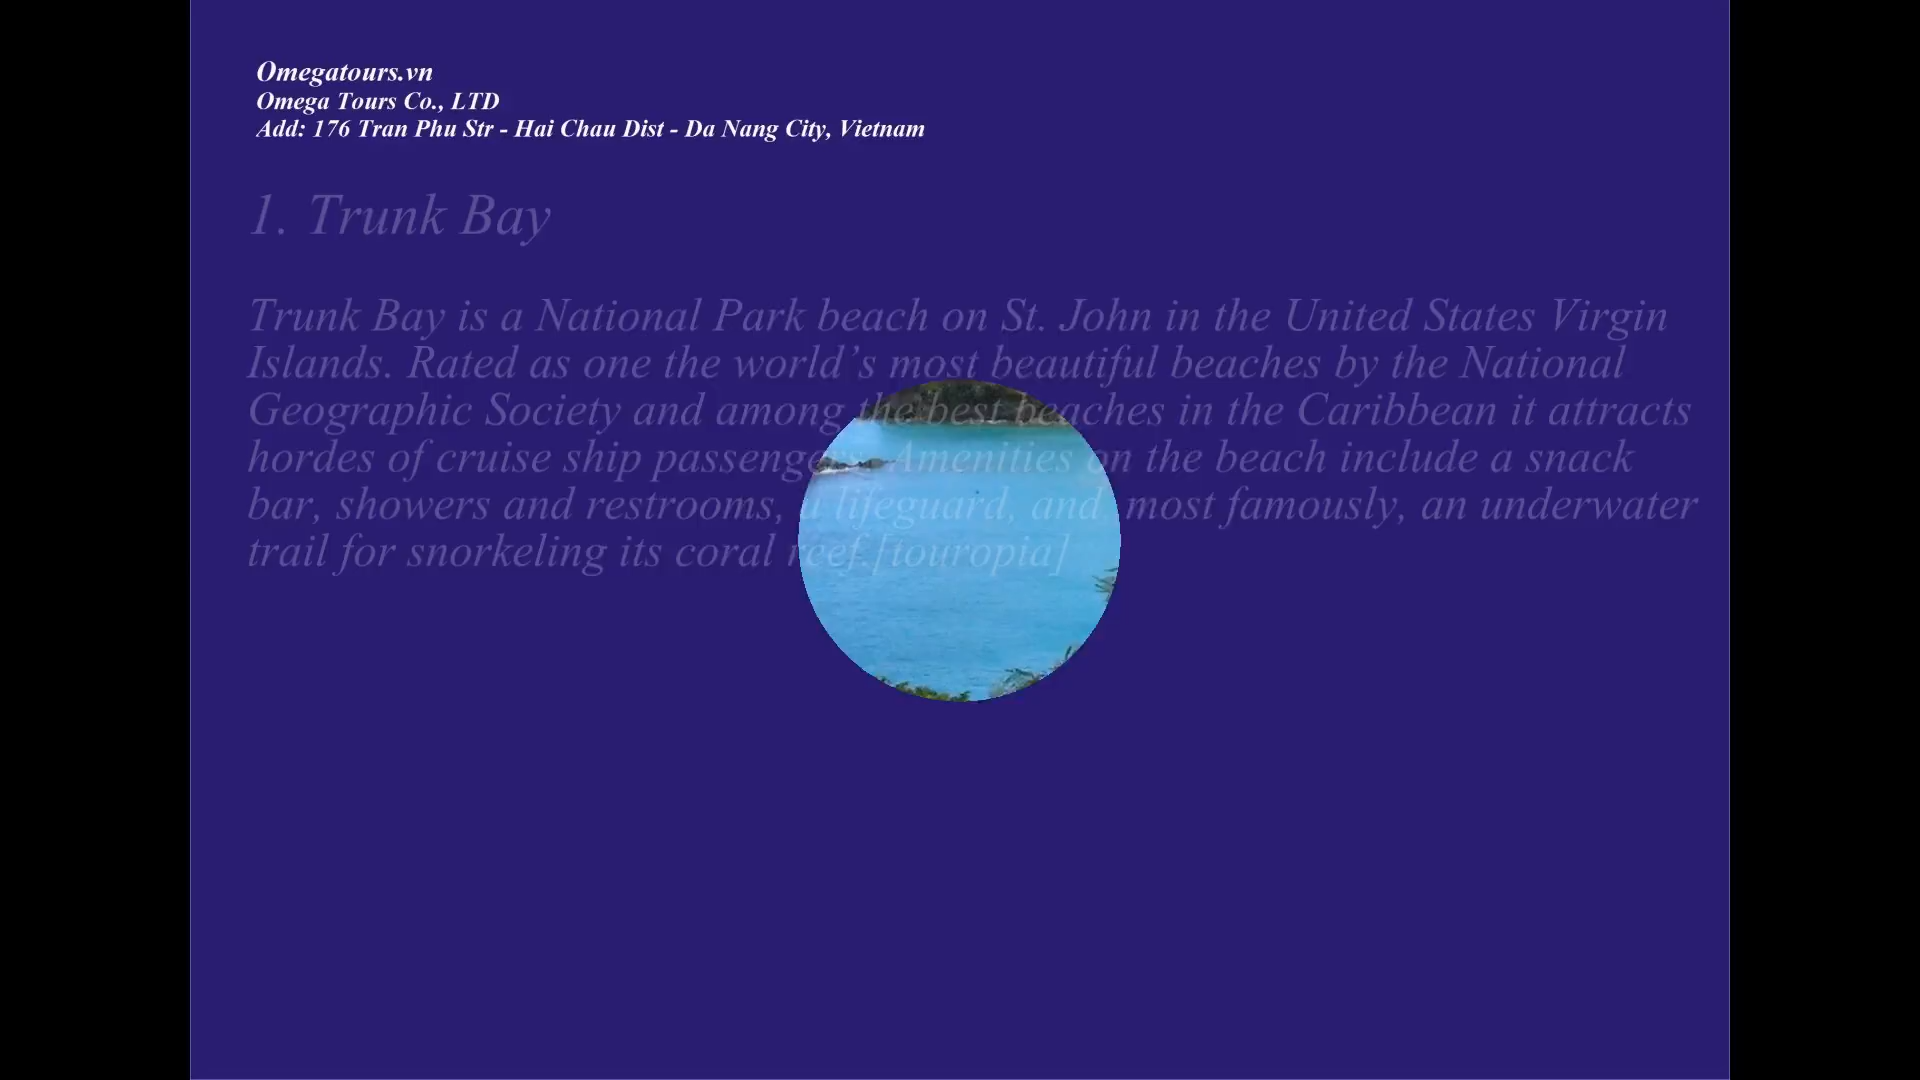 Omegatours.vn
Omega Tours Co., LTD
Add: 176 Tran Phu Str - Hai Chau Dist - Da Nang City, Vietnam
1. Trunk Bay
Trunk Bay is a National Park beach on St. John in the United States Virgin
Islands. Rated as one the world’s most beautiful beaches by the National
Geographic Society and among the best beaches in the Caribbean it attracts
hordes of cruise ship passengers. Amenities on the beach include a snack
bar, showers and restrooms, a lifeguard, and, most famously, an underwater
trail for snorkeling its coral reef.[touropia]